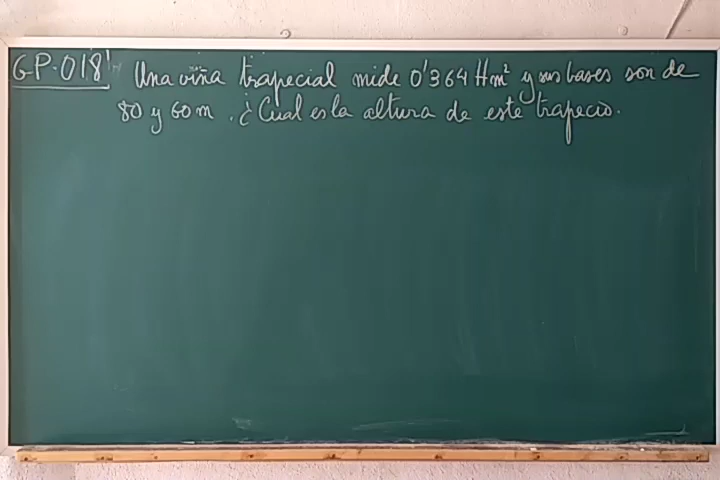 G-P-018' Una viña trapecial mide 0'364 Hm² y sus bases son de
80 y 60 m. ¿Cual es la altura de este trapecio.